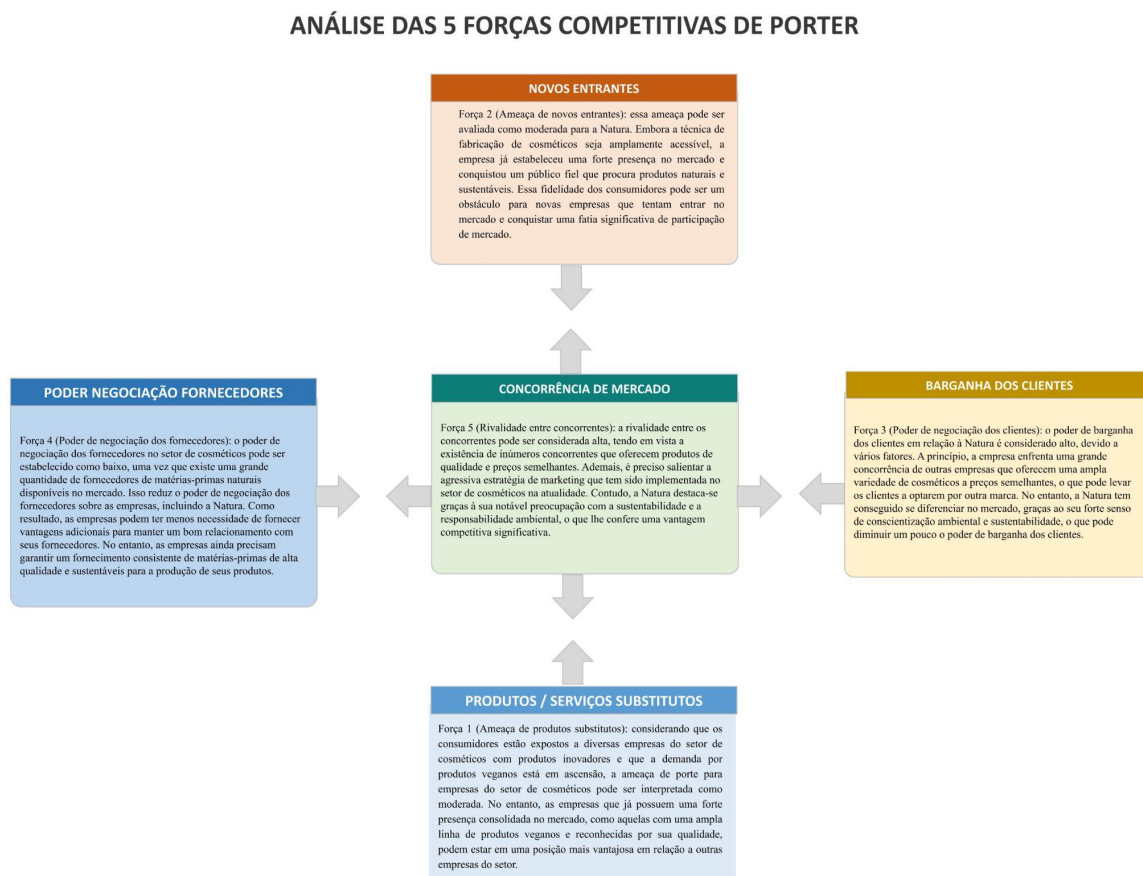 ANÁLISE DAS 5 FORÇAS COMPETITIVAS DE PORTER
NOVOS ENTRANTES
Força 2 (Ameaça de novos entrantes): essa ameaça pode ser
avaliada como moderada para a Natura. Embora a técnica de
fabricação de cosméticos seja amplamente acessível, a
empresa já estabeleceu uma forte presença no mercado e
conquistou um público fiel que procura produtos naturais e
sustentáveis. Essa fidelidade dos consumidores pode ser um
obstáculo para novas empresas que tentam entrar no
mercado e conquistar uma fatia significativa de participação
de mercado.
PODER NEGOCIAÇÃO FORNECEDORES
Força 4 (Poder de negociação dos fornecedores): o poder de
negociação dos fornecedores no setor de cosméticos pode ser
estabelecido como baixo, uma vez que existe uma grande
quantidade de fornecedores de matérias-primas naturais
disponíveis no mercado. Isso reduz o poder de negociação dos
fornecedores sobre as empresas, incluindo a Natura. Como
resultado, as empresas podem ter menos necessidade de fornecer
vantagens adicionais para manter um bom relacionamento com
seus fornecedores. No entanto, as empresas ainda precisam
garantir um fornecimento consistente de matérias-primas de alta
qualidade e sustentáveis para a produção de seus produtos.
CONCORRÊNCIA DE MERCADO
Força 5 (Rivalidade entre concorrentes): a rivalidade entre os
concorrentes pode ser considerada alta, tendo em vista a
existência de inúmeros concorrentes que oferecem produtos de
qualidade e preços semelhantes. Ademais, é preciso salientar a
agressiva estratégia de marketing que tem sido implementada no
setor de cosméticos na atualidade. Contudo, a Natura destaca-se
graças à sua notável preocupação com a sustentabilidade e a
responsabilidade ambiental, o que lhe confere uma vantagem
competitiva significativa.
BARGANHA DOS CLIENTES
Força 3 (Poder de negociação dos clientes): o poder de barganha
dos clientes em relação à Natura é considerado alto, devido a
vários fatores. A princípio, a empresa enfrenta uma grande
concorrência de outras empresas que oferecem uma ampla
variedade de cosméticos a preços semelhantes, o que pode levar
os clientes a optarem por outra marca. No entanto, a Natura tem
conseguido se diferenciar no mercado, graças ao seu forte senso
de conscientização ambiental e sustentabilidade, o que pode
diminuir um pouco o poder de barganha dos clientes.
PRODUTOS / SERVIÇOS SUBSTITUTOS
Força 1 (Ameaça de produtos substitutos): considerando que os
consumidores estão expostos a diversas empresas do setor de
cosméticos com produtos inovadores e que a demanda por
produtos veganos está em ascensão, a ameaça de porte para
empresas do setor de cosméticos pode ser interpretada como
moderada. No entanto, as empresas que já possuem uma forte
presença consolidada no mercado, como aquelas com uma ampla
linha de produtos veganos e reconhecidas por sua qualidade,
podem estar em uma posição mais vantajosa em relação a outras
empresas do setor.